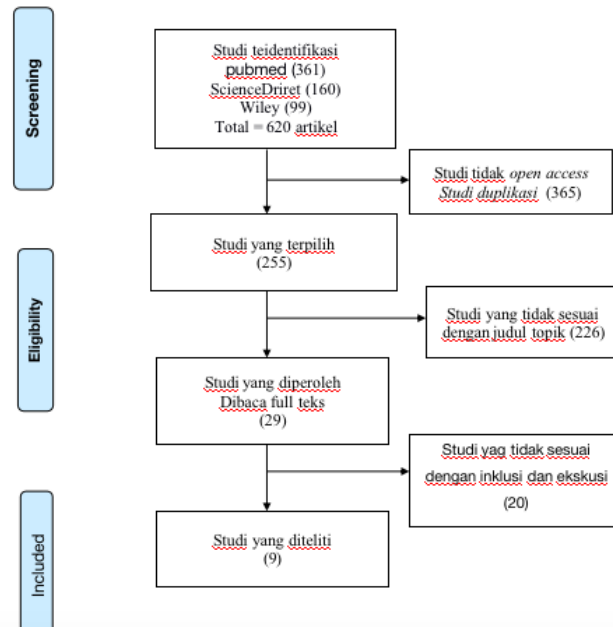 Screening
Studi teidentifikasi
pubmed (361)
ScienceDriret (160)
Wiley (99)
Total = 620 artikel
Studi tidak open access
Studi duplikasi (365)
Studi yang terpilih
(255)
Eligibility
Studi yang tidak sesuai
dengan judul topik (226)
Studi yang diperoleh
Dibaca full teks
(29)
Studi yag tidak sesuai
dengan inklusi dan ekskusi
(20)
Included
Studi yang diteliti
(9)